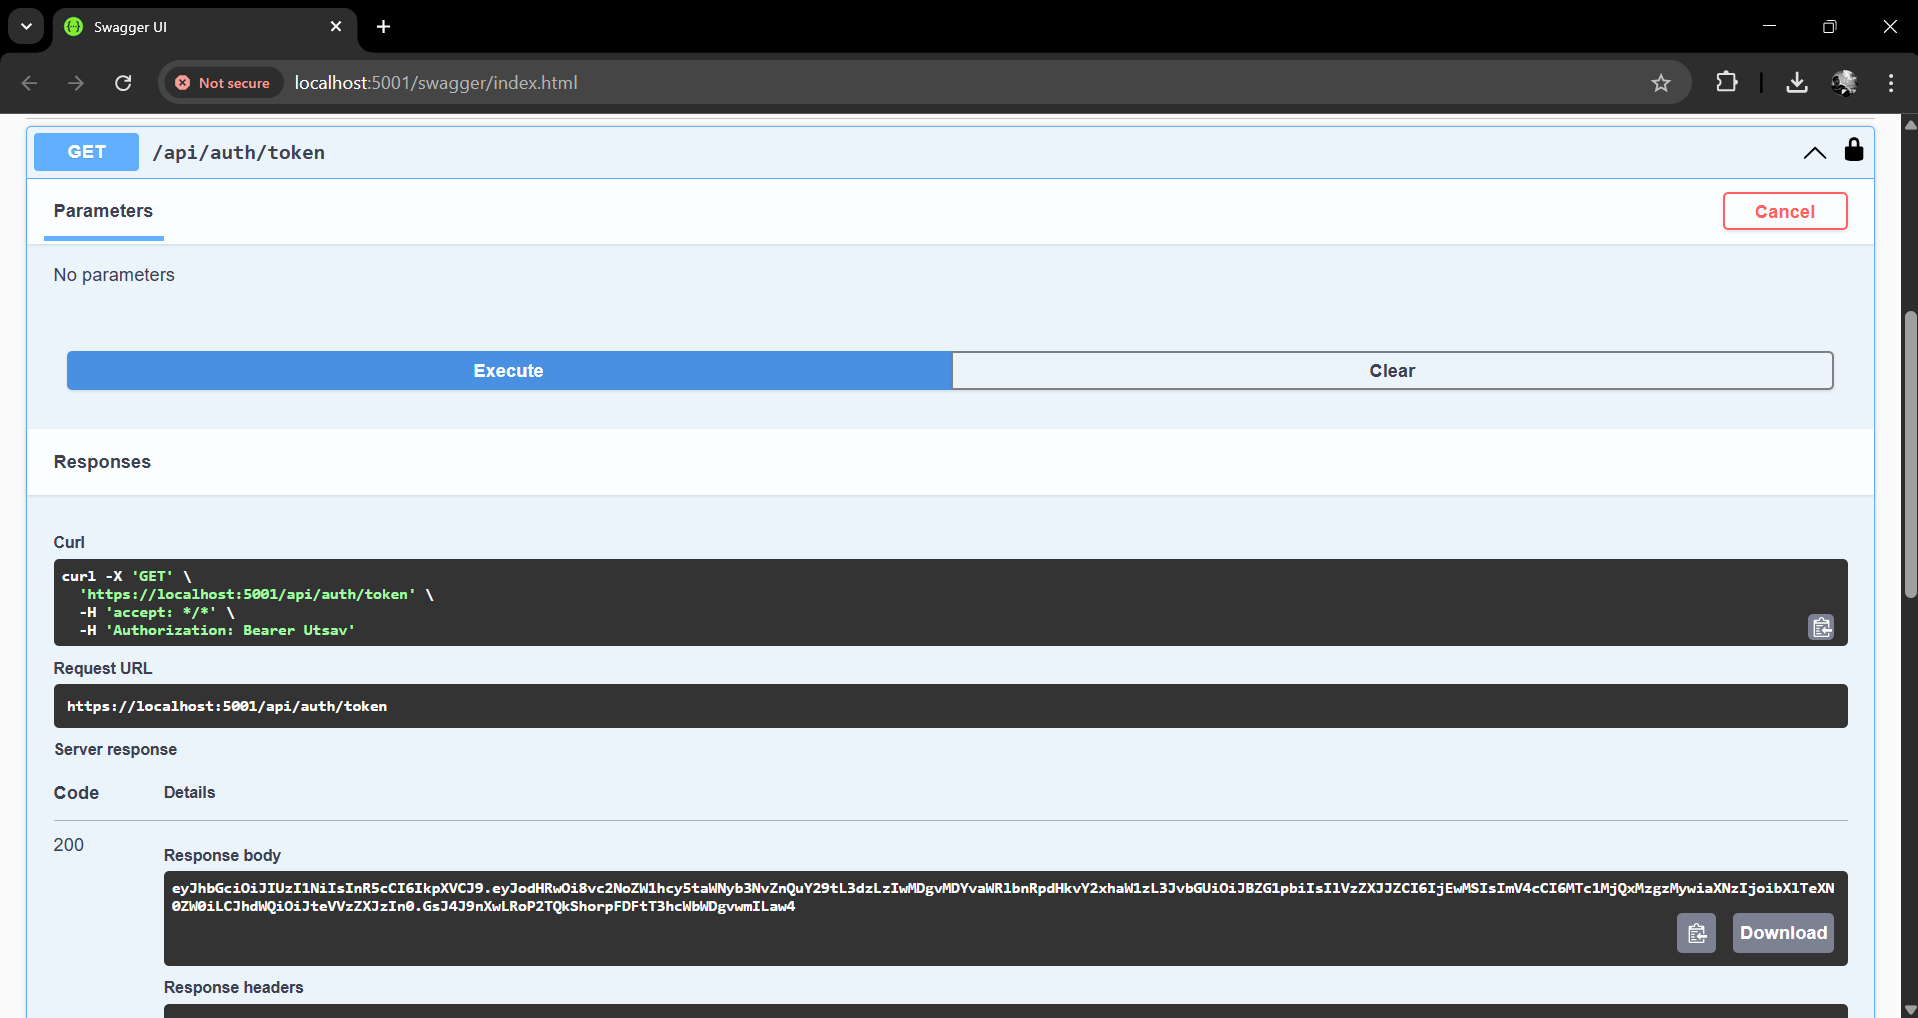 Swagger UI
Not secure
localhost:5001/swagger/index.html
GET /api/auth/token
Parameters
Cancel
No parameters
Execute
Clear
Responses
Curl
curl -X 'GET' \
'https://localhost:5001/api/auth/token' \
-H 'accept: */*' \
-H 'Authorization: Bearer Utsav'
Request URL
https://localhost:5001/api/auth/token
Server response
Code Details
200
Response body
eyJhbGciOiJIUzI1NiIsInR5cCI6IkpXVCJ9.eyJodHRwOi8vc2NoZW1hcy5taWNyb3NvZnQuY29tL3dzLzIwMDgvMDYvaWRlbnRpdHkvY2xhaW1zL3JvbGUiOiJBZG1pbiIsIlVzZXJJZCI6IjEwMSIsImV4cCI6MTc1MjQxMzgzMywiaXNzIjoibXlTeXN
0ZW0iLCJhdWQiOiJteVVzZXJzIn0.GsJ4J9nXwLRoP2TQkShorpFDFtT3hcWbWDgvwmILaw4
Download
Response headers